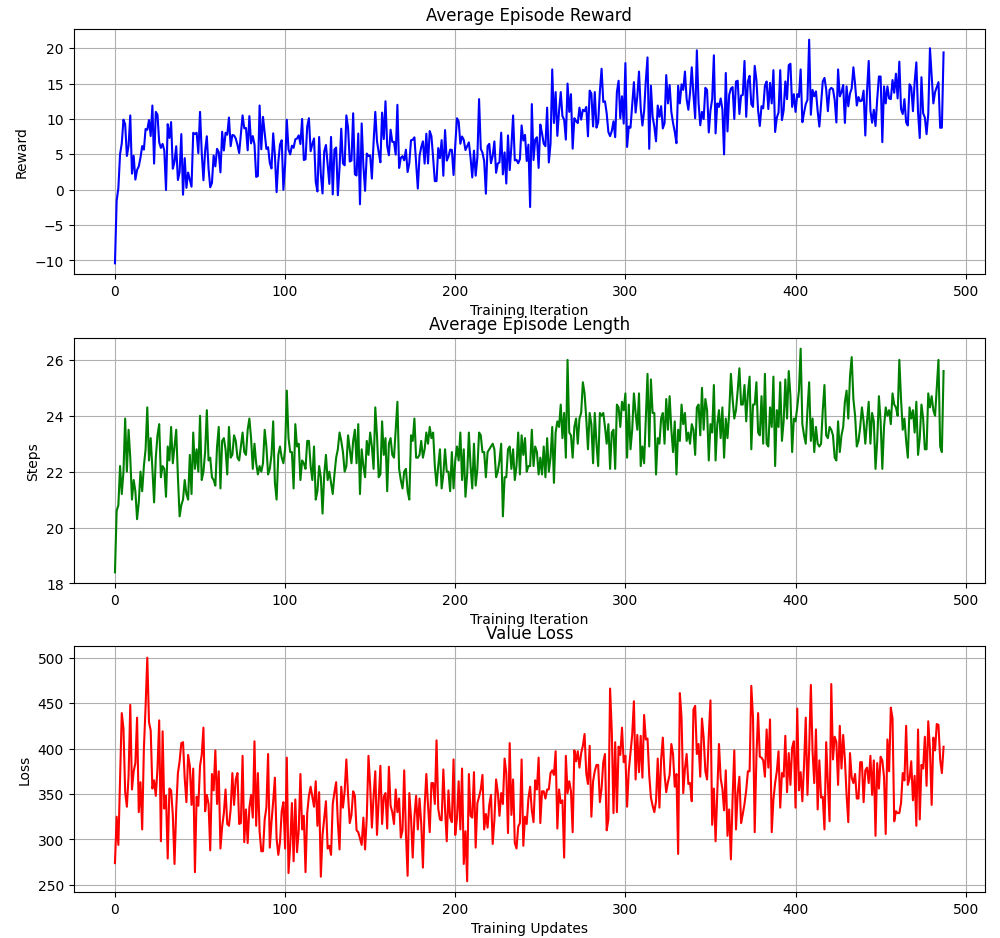 Average Episode Reward
Reward
20
15
10
5
0
−5
−10
0 100 200 300 400 500
Training Iteration
Average Episode Length
Steps
26
24
22
20
18
0 100 200 300 400 500
Training Iteration
Value Loss
Loss
500
450
400
350
300
250
0 100 200 300 400 500
Training Updates